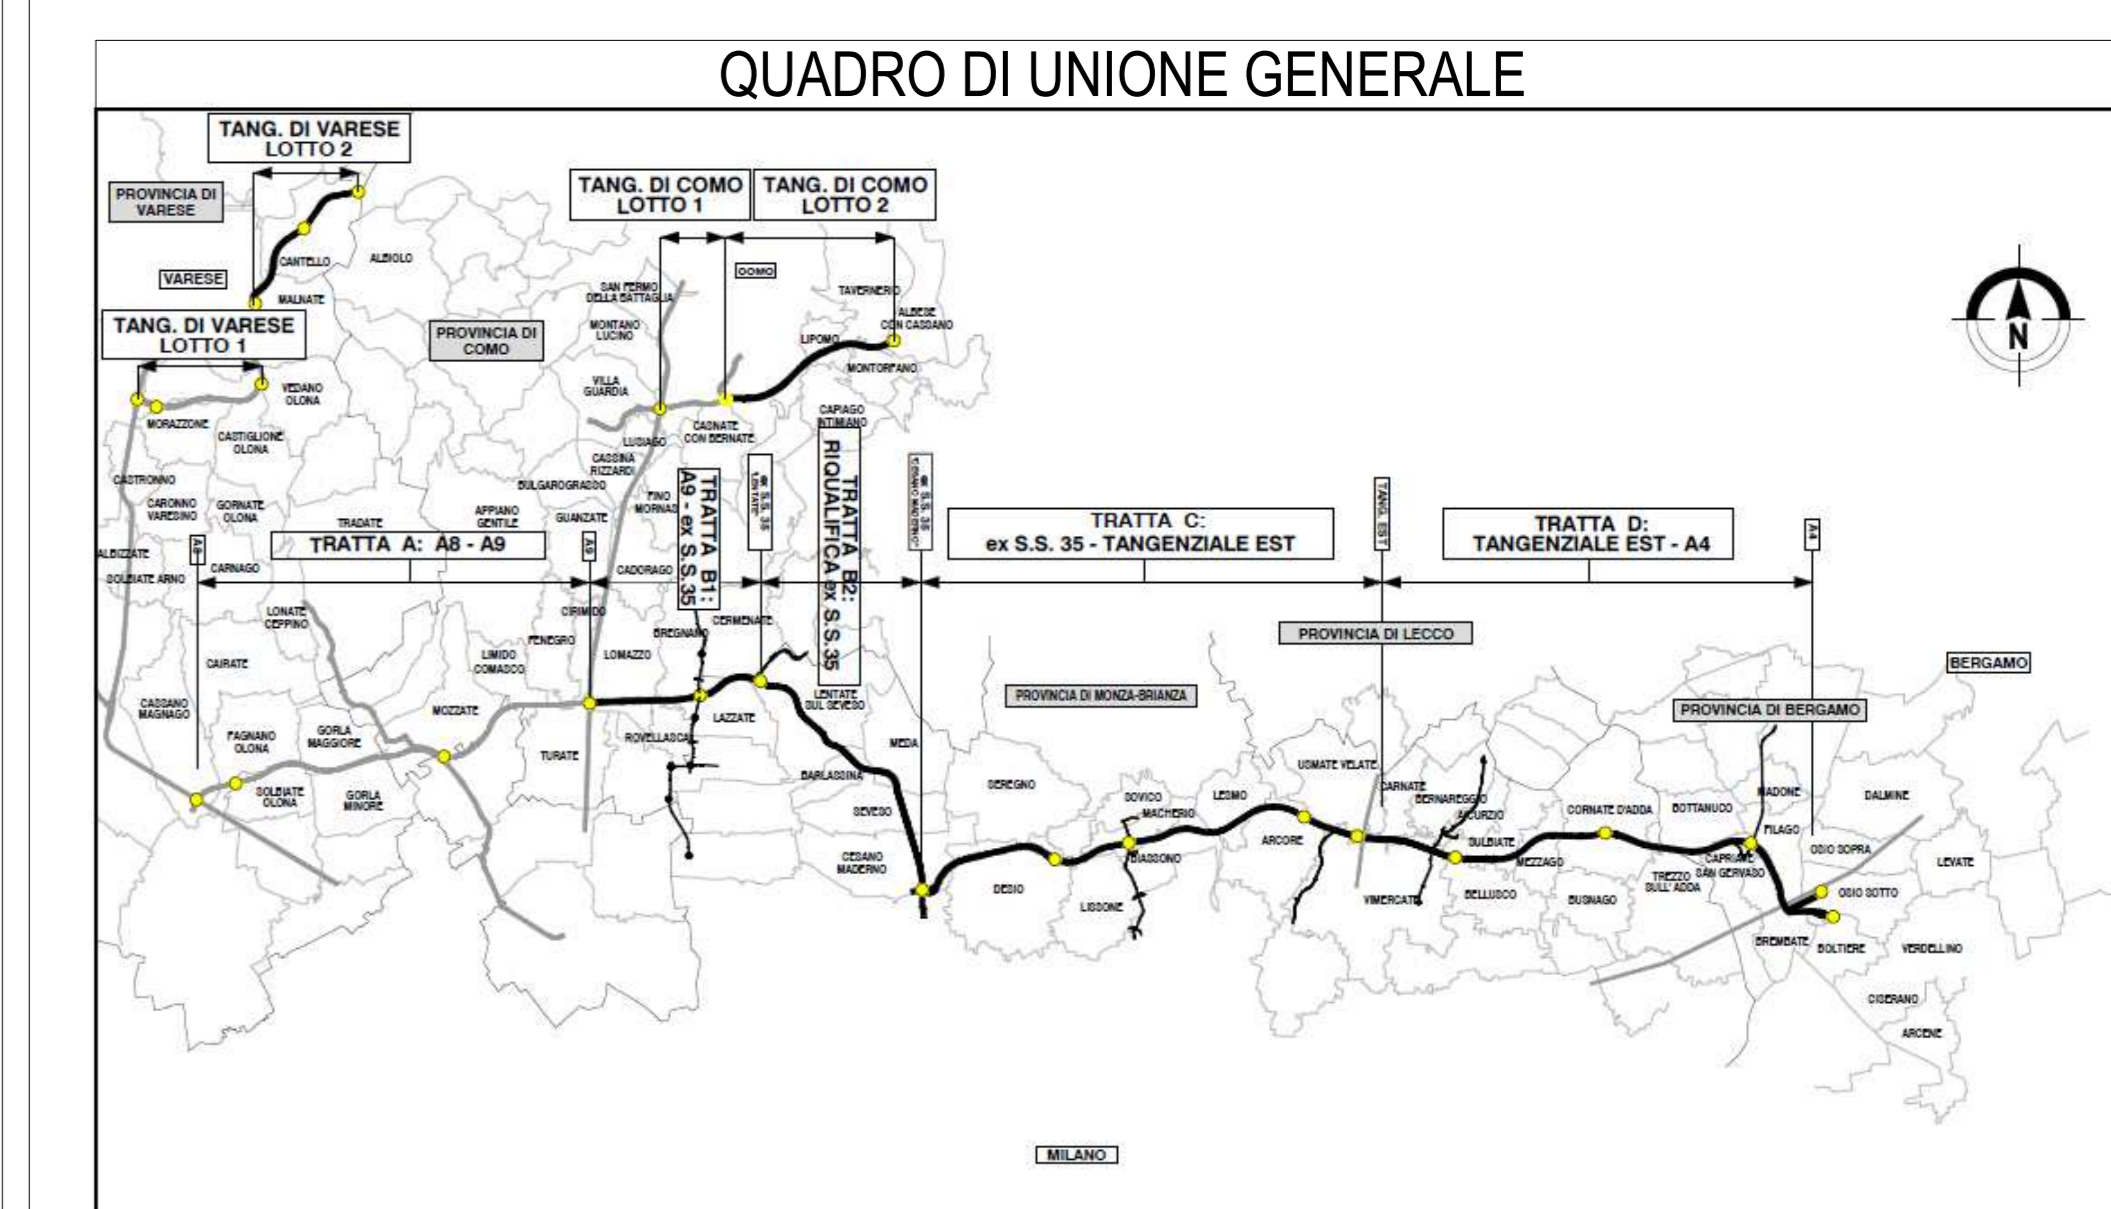 QUADRO DI UNIONE GENERALE
TANG. DI VARESE
LOTTO 2
PROVINCIA DI
VARESE
TANG. DI COMO
LOTTO 1
TANG. DI COMO
LOTTO 2
CANTELLO
ALBIOLO
VARESE
MALNATE
COMO
SAN FERMO
DELLA BATTAGLIA
TAVERNERIO
ALBESE
CON CASSANO
TANG. DI VARESE
LOTTO 1
PROVINCIA DI
COMO
MONTANO
LUCINO
LIPOMO
MONTORFANO
N
VEDANO
OLONA
VILLA
GUARDIA
MORAZZONE
CASTIGLIONE
OLONA
CASNATE
CON BERNATE
CAPIAGO
INTIMIANO
LUSIAGO
CASSINA
RIZZARDI
CASTRONNO
BULGAROGRASSO
CARONNO
VARESINO
GORNATE
OLONA
TRADATE
APPIANO
GENTILE
GUANZATE
FINO
MORNAS
TRATTA B1:
A9 - ex S.S.35
ex S.S. 35
"LENTATE"
TRATTA B2:
RIQUALIFICA ex S.S.35
ex S.S. 35
"CESANO MADERNO"
TRATTA C:
ex S.S. 35 - TANGENZIALE EST
TANG. EST
TRATTA D:
TANGENZIALE EST - A4
A4
ALBIZZATE
A8
TRATTA A: A8 - A9
A9
SOLBIATE ARNO
CARNAGO
CADORAGO
LONATE
CEPPINO
CIRIMIDO
FENEGRO
BREGNANO
CERMENATE
PROVINCIA DI LECCO
CAIRATE
LIMIDO
COMASCO
LOMAZZO
BERGAMO
CASSANO
MAGNAGO
MOZZATE
LAZZATE
LENTATE
SUL SEVESO
PROVINCIA DI MONZA-BRIANZA
PROVINCIA DI BERGAMO
FAGNANO
OLONA
GORLA
MAGGIORE
TURATE
ROVELLASCA
MEDA
BARLASSINA
SEREGNO
USMATE VELATE
CARNATE
SOLBIATE
OLONA
GORLA
MINORE
SEVESO
SOVICO
LESMO
MACHERIO
BERNAREGGIO
AICURZIO
CORNATE D'ADDA
BOTTANUCO
MADONE
DALMINE
FILAGO
CESANO
MADERNO
DESIO
BIASSONO
ARCORE
SULBIATE
MEZZAGO
CAPRIATE
SAN GERVASO
OSIO SOPRA
LEVATE
LISSONE
VIMERCATE
BELLUSCO
BUSNAGO
TREZZO
SULL' ADDA
OSIO SOTTO
BREMBATE
BOLTIERE
VERDELLINO
CISERANO
ARCENE
MILANO